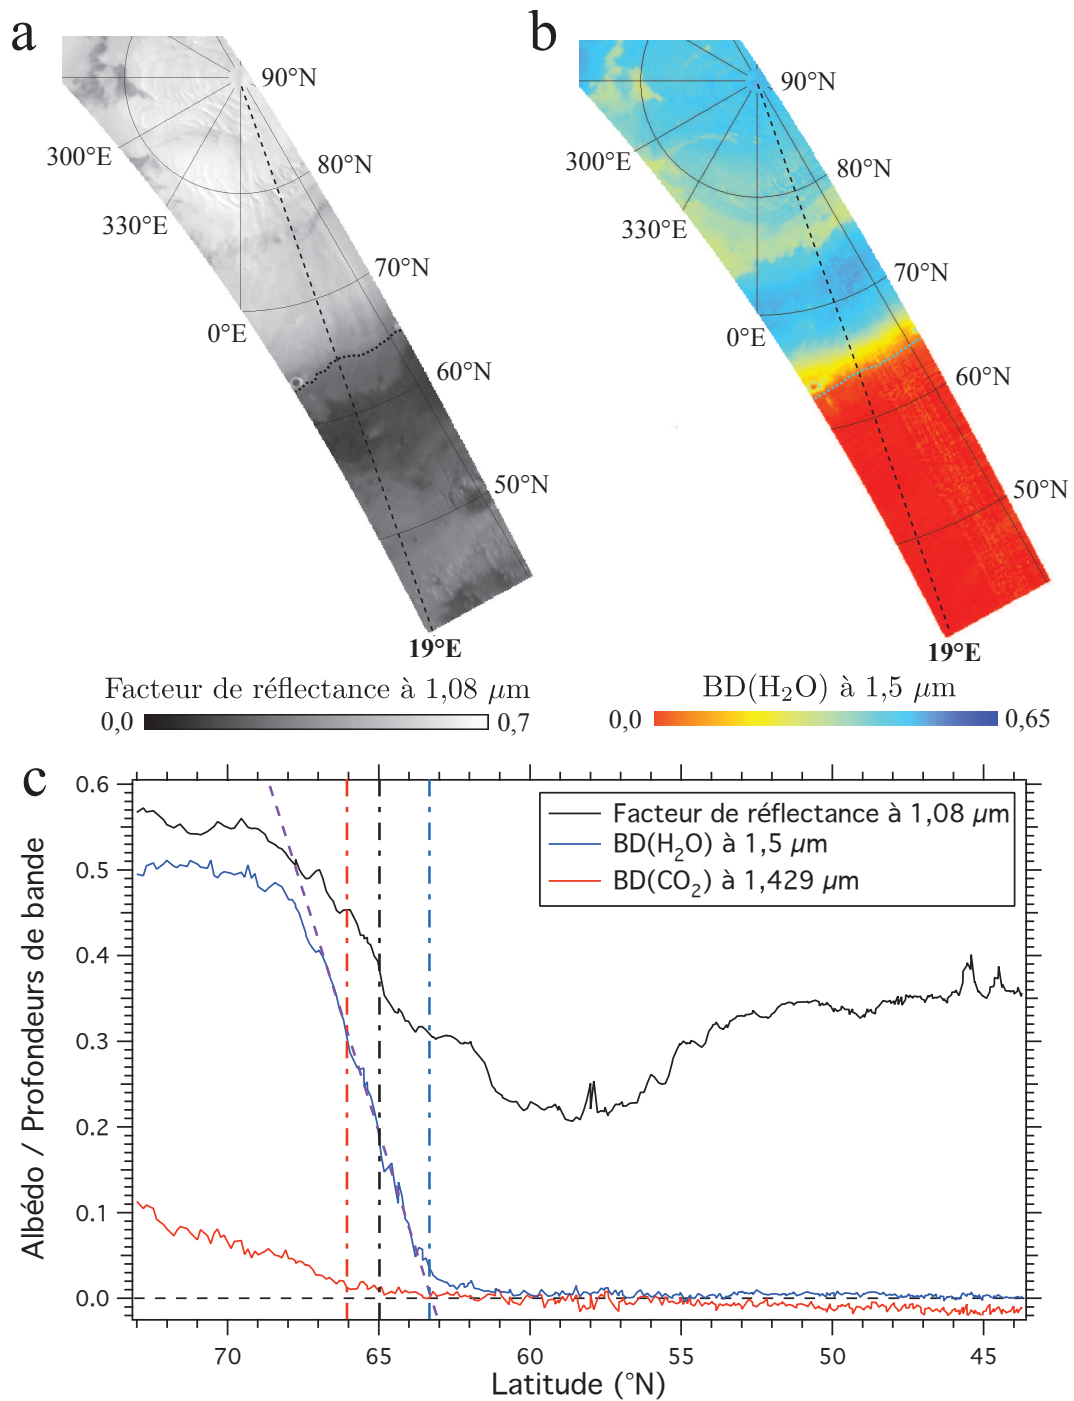 a
90°N
300°E
80°N
330°E
70°N
0°E
60°N
50°N
19°E
Facteur de réflectance à 1,08 µm
0,0
0,7
b
90°N
300°E
80°N
330°E
70°N
0°E
60°N
50°N
19°E
BD(H₂O) à 1,5 µm
0,0
0,65
c
Albédo / Profondeurs de bande
0.6
0.5
0.4
0.3
0.2
0.1
0.0
Facteur de réflectance à 1,08 µm
BD(H₂O) à 1,5 µm
BD(CO₂) à 1,429 µm
70 65 60 55 50 45
Latitude (°N)